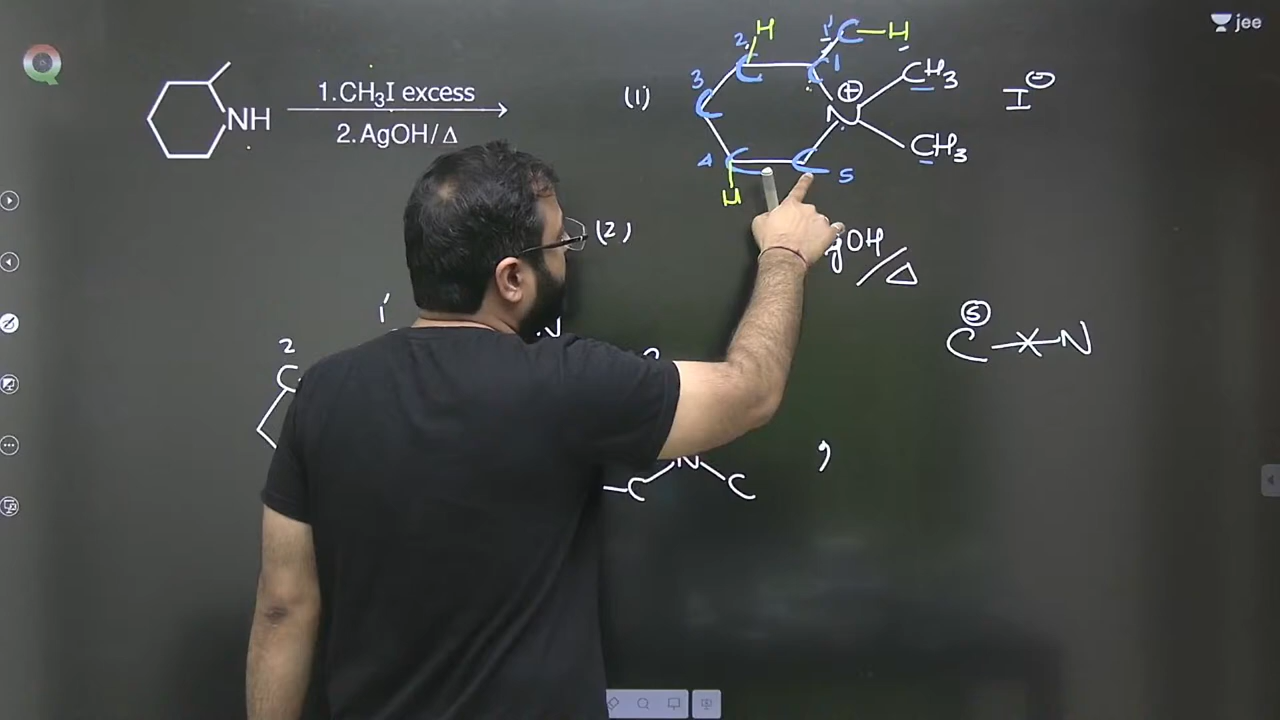 jee
NH
1.CH₃I excess
2.AgOH/Δ
(1)
2 H 1' C H
3 C C 1 ⊕ CH₃ I⊖
C N
4 C C 5 CH₃
H
(2)
gOH/Δ
1'
2
C
C⑤ N
N
C C ,